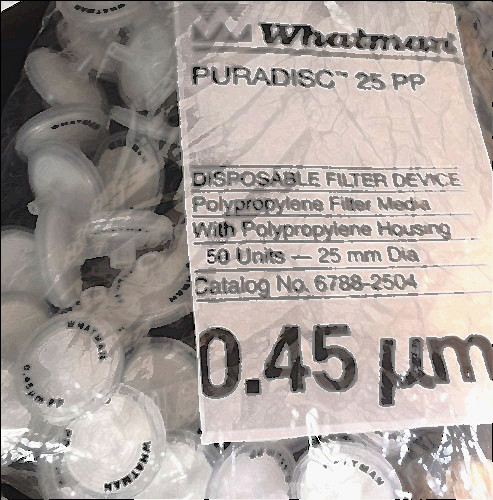 Whatman
PURADISC™ 25 PP
DISPOSABLE FILTER DEVICE
Polypropylene Filter Media
With Polypropylene Housing
50 Units — 25 mm Dia
Catalog No. 6788-2504
0.45 µm
WHATMAN
WHATMAN
WHATMAN
WHATMAN